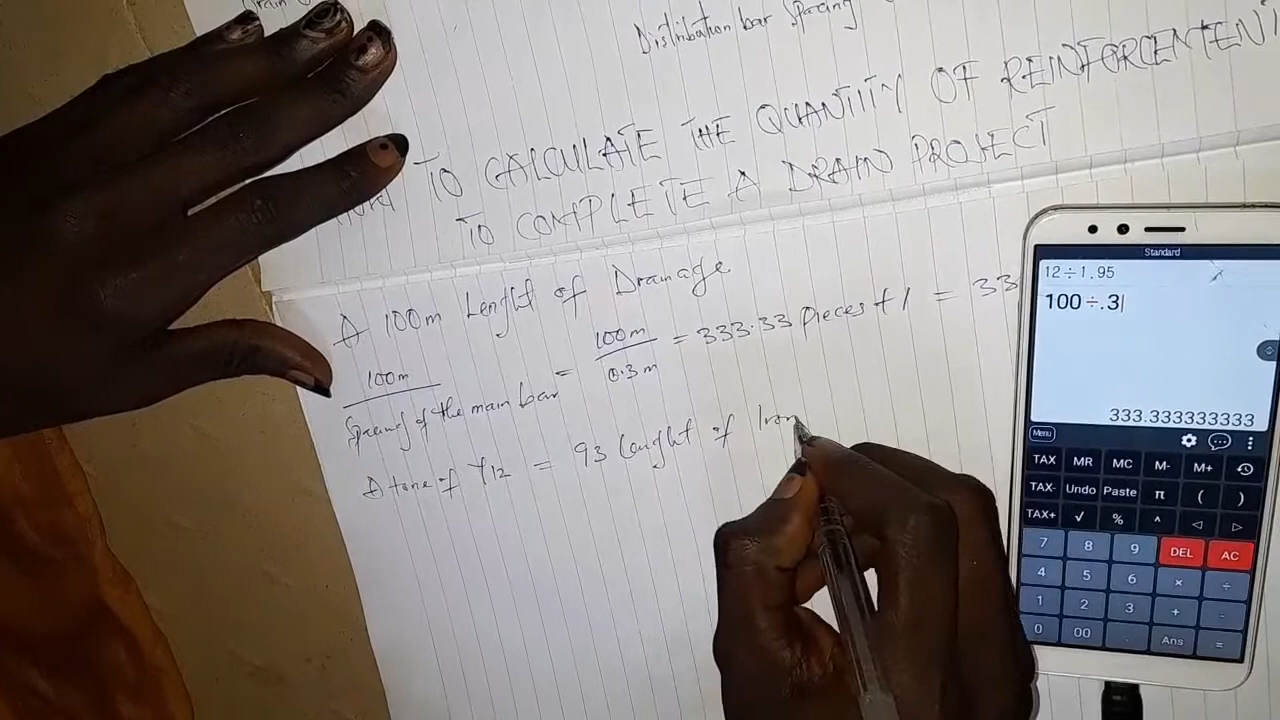 Distribution bar Spacing
TO CALCULATE THE QUANTITY OF REINFORCEMENT
TO COMPLETE A DRAIN PROJECT
A 100m Lenght of Drainage
100m / Spacing of the main bar = 100m / 0.3m = 333.33 Pieces + 1 = 33
A tone of Y12 = 93 Lenght of Iron
Standard
12÷1.95
100÷.3
333.333333333
Menu
TAX MR MC M- M+
TAX- Undo Paste π ( )
TAX+ √ % ^
7 8 9 DEL AC
4 5 6 × ÷
1 2 3 + -
0 00 . Ans =